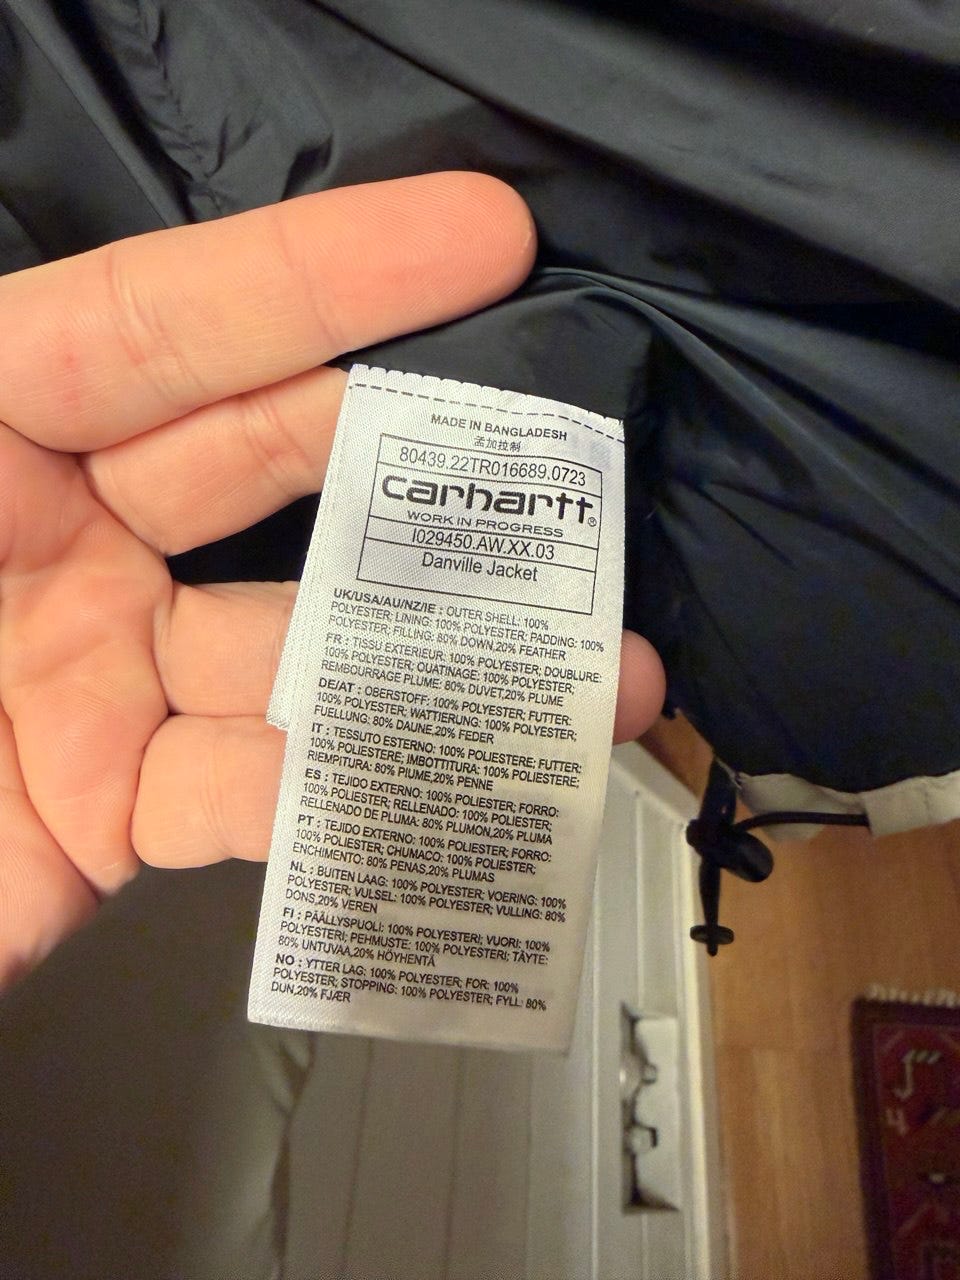 MADE IN BANGLADESH
孟加拉制
80439.22TR016689.0723
carhartt®
WORK IN PROGRESS
I029450.AW.XX.03
Danville Jacket
UK/USA/AU/NZ/IE : OUTER SHELL: 100%
POLYESTER; LINING: 100% POLYESTER; PADDING: 100%
POLYESTER; FILLING: 80% DOWN,20% FEATHER
FR : TISSU EXTERIEUR: 100% POLYESTER; DOUBLURE:
100% POLYESTER; OUATINAGE: 100% POLYESTER;
REMBOURRAGE PLUME: 80% DUVET,20% PLUME
DE/AT : OBERSTOFF: 100% POLYESTER; FUTTER:
100% POLYESTER; WATTIERUNG: 100% POLYESTER;
FUELLUNG: 80% DAUNE,20% FEDER
IT : TESSUTO ESTERNO: 100% POLIESTERE; FUTTER:
100% POLIESTERE; IMBOTTITURA: 100% POLIESTERE;
RIEMPITURA: 80% PIUME,20% PENNE
ES : TEJIDO EXTERNO: 100% POLIESTER; FORRO:
100% POLIESTER; RELLENADO: 100% POLIESTER;
RELLENADO DE PLUMA: 80% PLUMON,20% PLUMA
PT : TEJIDO EXTERNO: 100% POLIESTER; FORRO:
100% POLIESTER; CHUMACO: 100% POLIESTER;
ENCHIMENTO: 80% PENAS,20% PLUMAS
NL : BUITEN LAAG: 100% POLYESTER; VOERING: 100%
POLYESTER; VULSEL: 100% POLYESTER; VULLING: 80%
DONS,20% VEREN
FI : PÄÄLLYSPUOLI: 100% POLYESTERI; VUORI: 100%
POLYESTERI; PEHMUSTE: 100% POLYESTERI; TÄYTE:
80% UNTUVAA,20% HÖYHENTÄ
NO : YTTER LAG: 100% POLYESTER; FOR: 100%
POLYESTER; STOPPING: 100% POLYESTER; FYLL: 80%
DUN,20% FJÆR